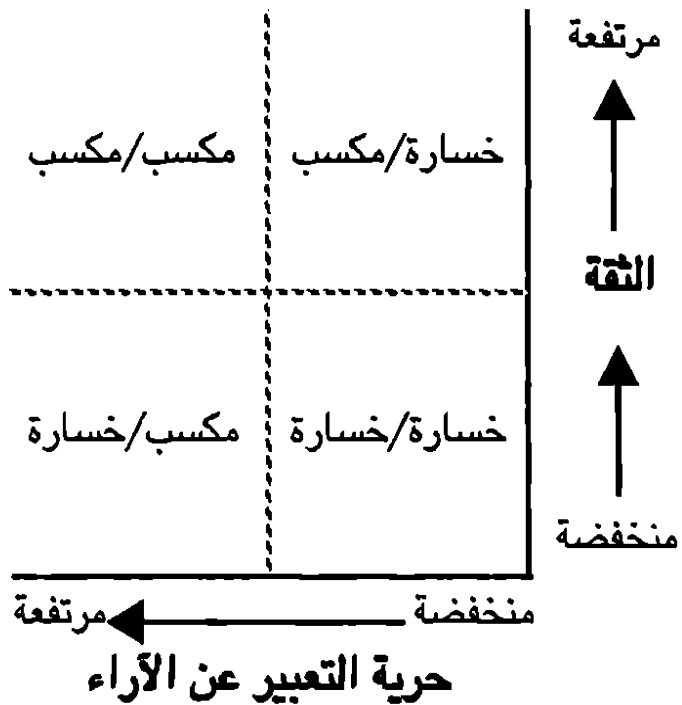 مرتفعة
خسارة/مكسب
مكسب/مكسب
الثقة
خسارة/خسارة
مكسب/خسارة
منخفضة
منخفضة
مرتفعة
حرية التعبير عن الآراء